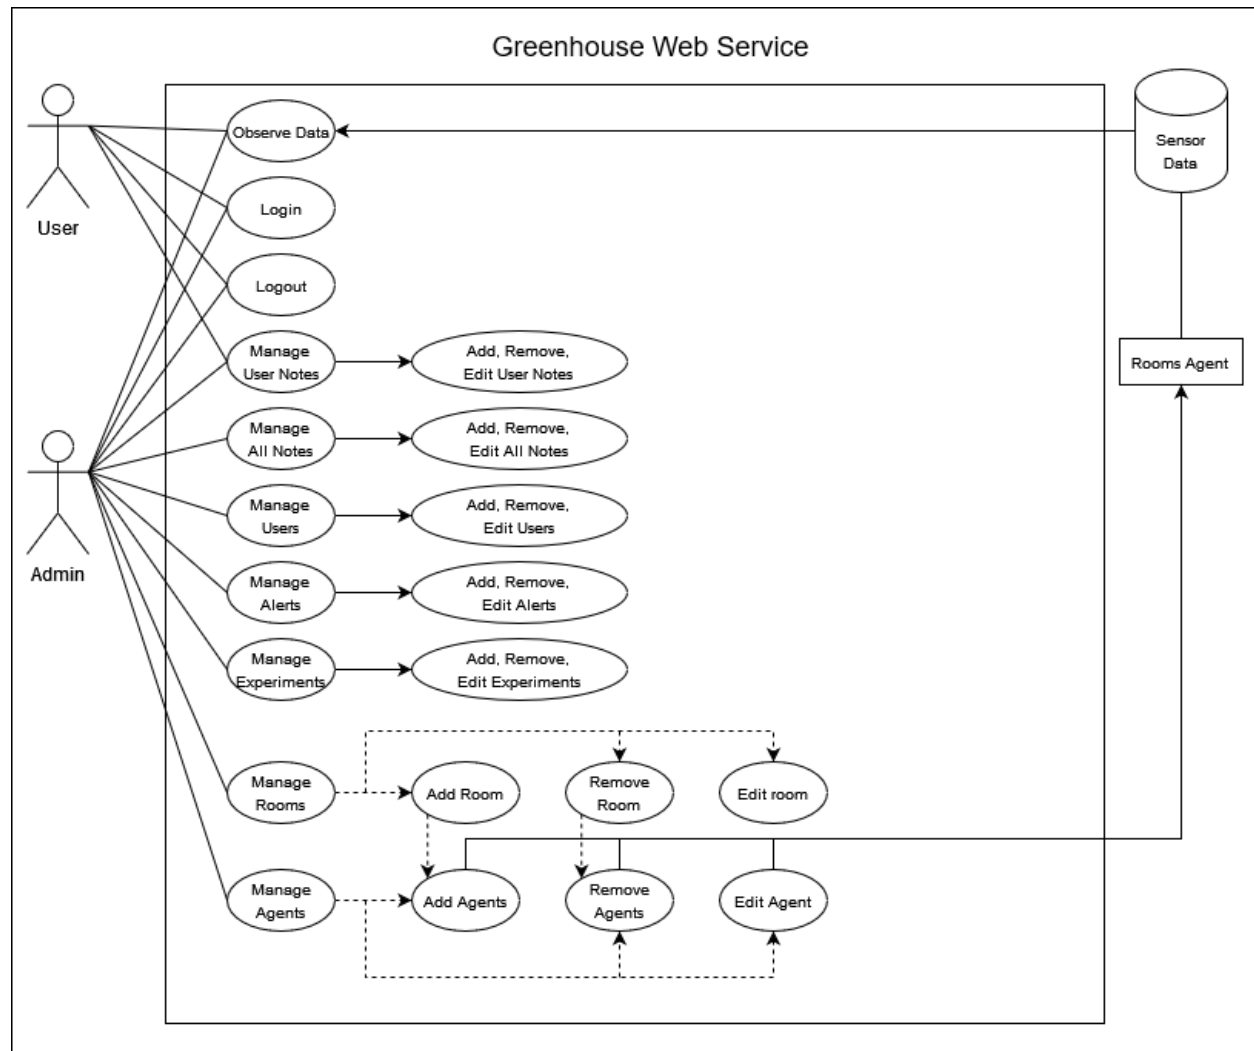 Greenhouse Web Service
User
Admin
Observe Data
Login
Logout
Manage
User Notes
Add, Remove,
Edit User Notes
Manage
All Notes
Add, Remove,
Edit All Notes
Manage
Users
Add, Remove,
Edit Users
Manage
Alerts
Add, Remove,
Edit Alerts
Manage
Experiments
Add, Remove,
Edit Experiments
Manage
Rooms
Add Room
Remove
Room
Edit room
Manage
Agents
Add Agents
Remove
Agents
Edit Agent
Sensor
Data
Rooms Agent